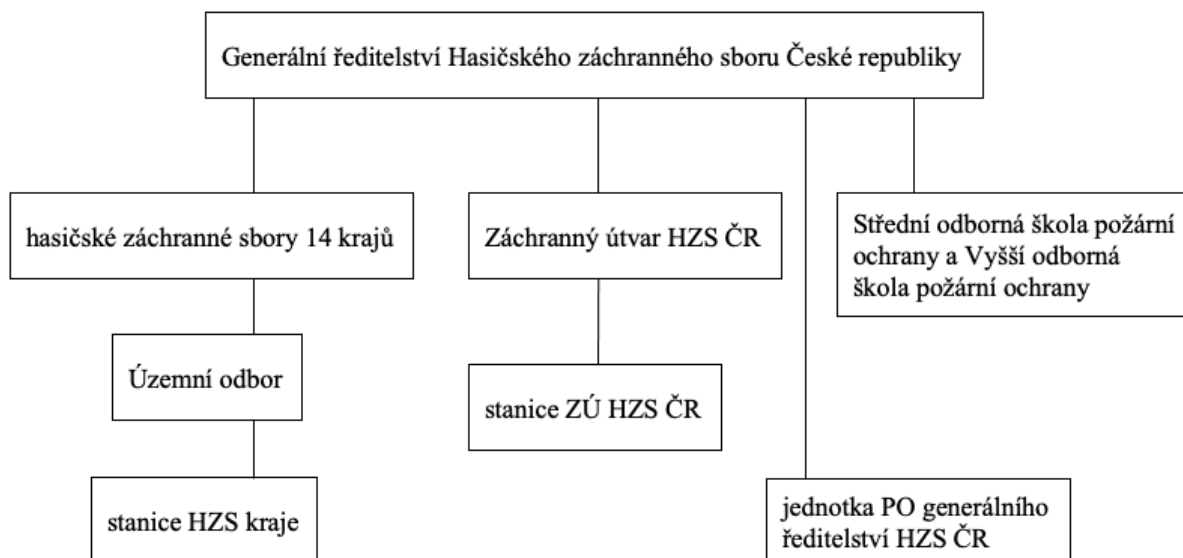 Generální ředitelství Hasičského záchranného sboru České republiky
hasičské záchranné sbory 14 krajů
Záchranný útvar HZS ČR
Střední odborná škola požární
ochrany a Vyšší odborná
škola požární ochrany
Územní odbor
stanice ZÚ HZS ČR
stanice HZS kraje
jednotka PO generálního
ředitelství HZS ČR